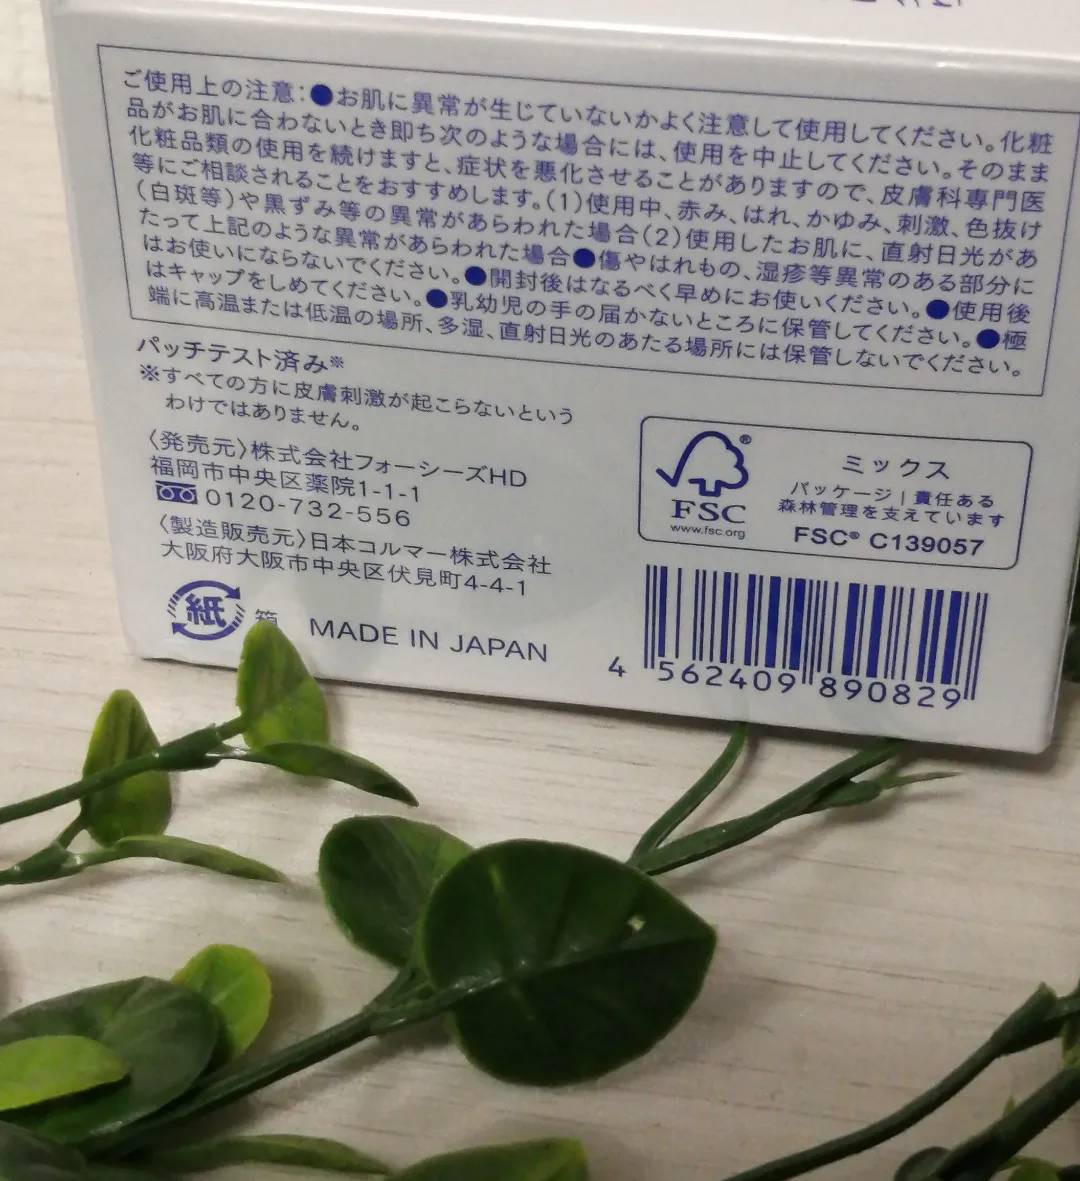 ご使用上の注意：●お肌に異常が生じていないかよく注意して使用してください。化粧
品がお肌に合わないとき即ち次のような場合には、使用を中止してください。そのまま
化粧品類の使用を続けますと、症状を悪化させることがありますので、皮膚科専門医
等にご相談されることをおすすめします。（1）使用中、赤み、はれ、かゆみ、刺激、色抜け
（白斑等）や黒ずみ等の異常があらわれた場合（2）使用したお肌に、直射日光があ
たって上記のような異常があらわれた場合●傷やはれもの、湿疹等異常のある部分に
はお使いにならないでください。●開封後はなるべく早めにお使いください。●使用後
はキャップをしめてください。●乳幼児の手の届かないところに保管してください。●極
端に高温または低温の場所、多湿、直射日光のあたる場所には保管しないでください。
パッチテスト済み※
※すべての方に皮膚刺激が起こらないという
わけではありません。
〈発売元〉株式会社フォーシーズHD
福岡市中央区薬院1-1-1
0120-732-556
〈製造販売元〉日本コルマー株式会社
大阪府大阪市中央区伏見町4-4-1
紙 箱
MADE IN JAPAN
FSC®
www.fsc.org
ミックス
パッケージ｜責任ある
森林管理を支えています
FSC® C139057
4 562409 890829